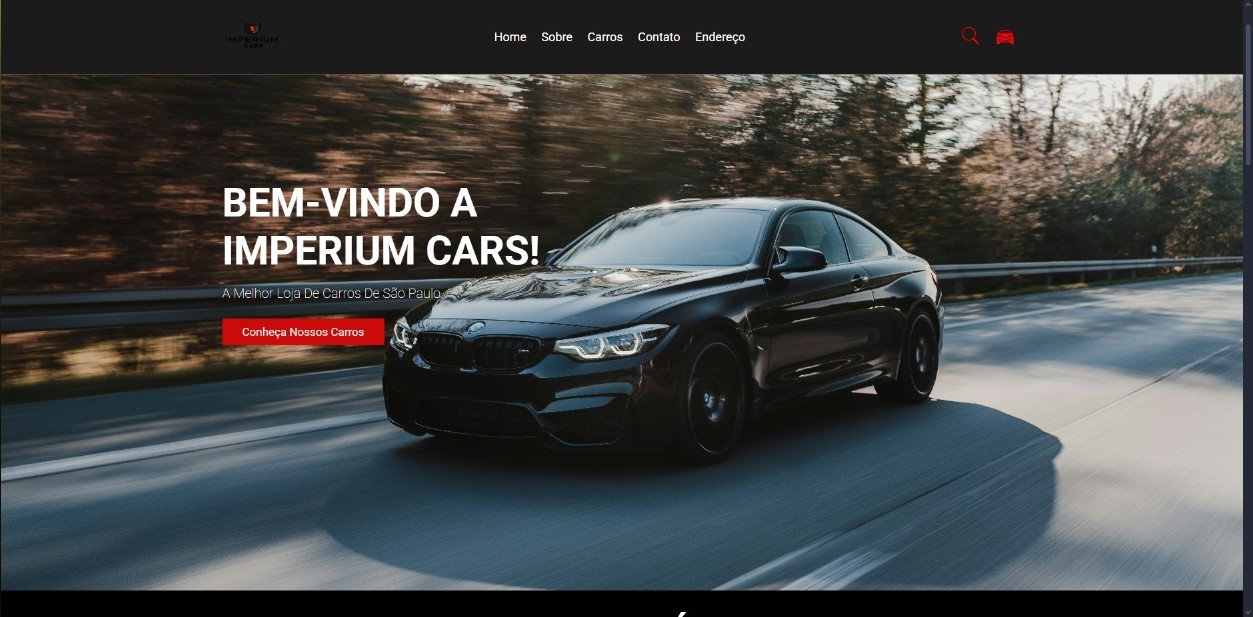 IMPERIUM
CARS
Home Sobre Carros Contato Endereço
BEM-VINDO A
IMPERIUM CARS!
A Melhor Loja De Carros De São Paulo.
Conheça Nossos Carros